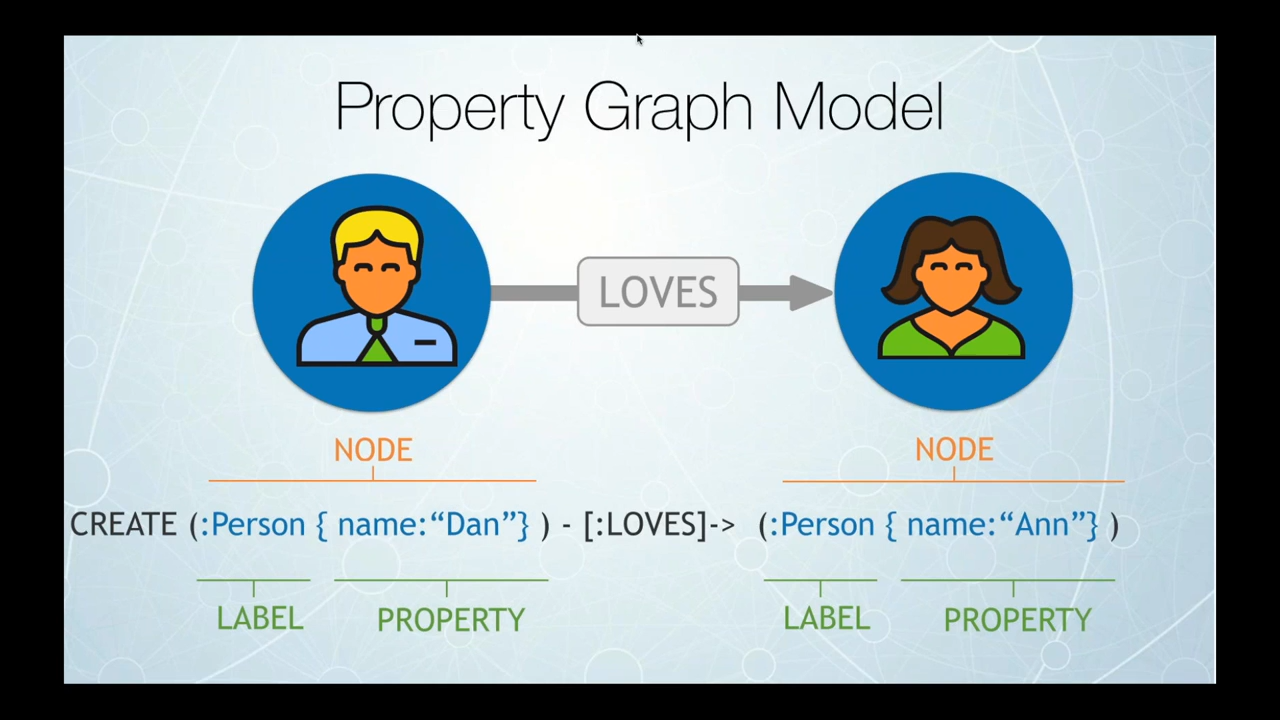 Property Graph Model
LOVES
NODE NODE
CREATE (:Person { name:“Dan”} ) - [:LOVES]-> (:Person { name:“Ann”} )
LABEL PROPERTY LABEL PROPERTY